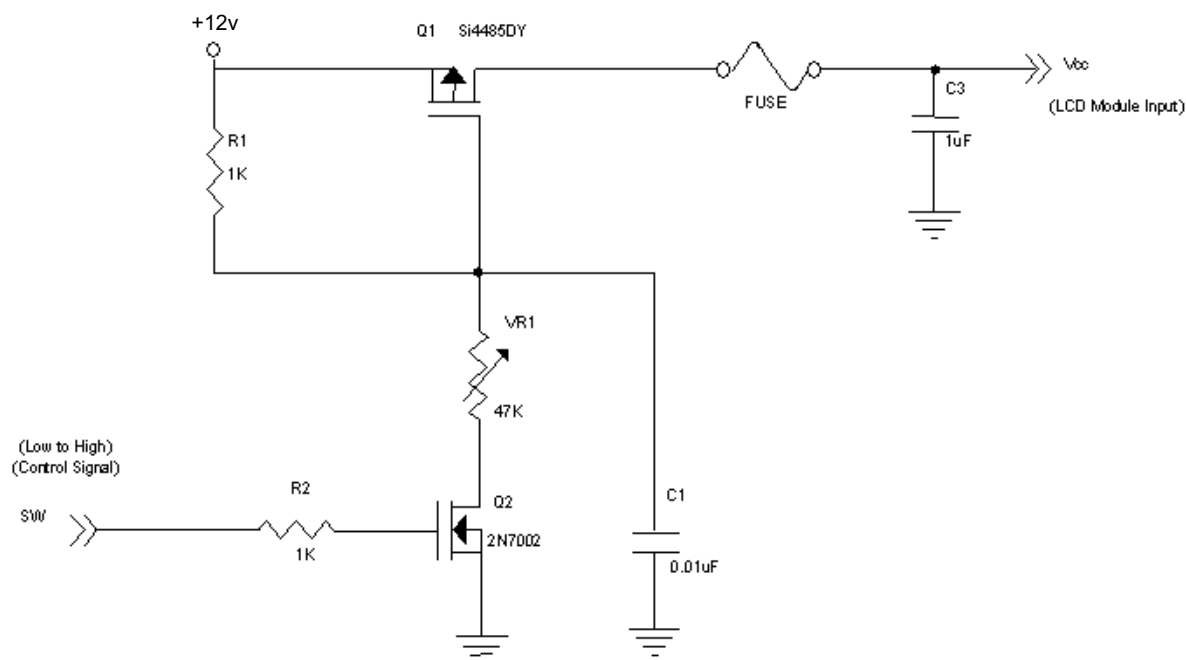 +12v
Q1 Si4485DY
FUSE
Vcc
(LCD Module Input)
C3
1uF
R1
1K
VR1
47K
(Low to High)
(Control Signal)
SW
R2
1K
Q2
2N7002
C1
0.01uF